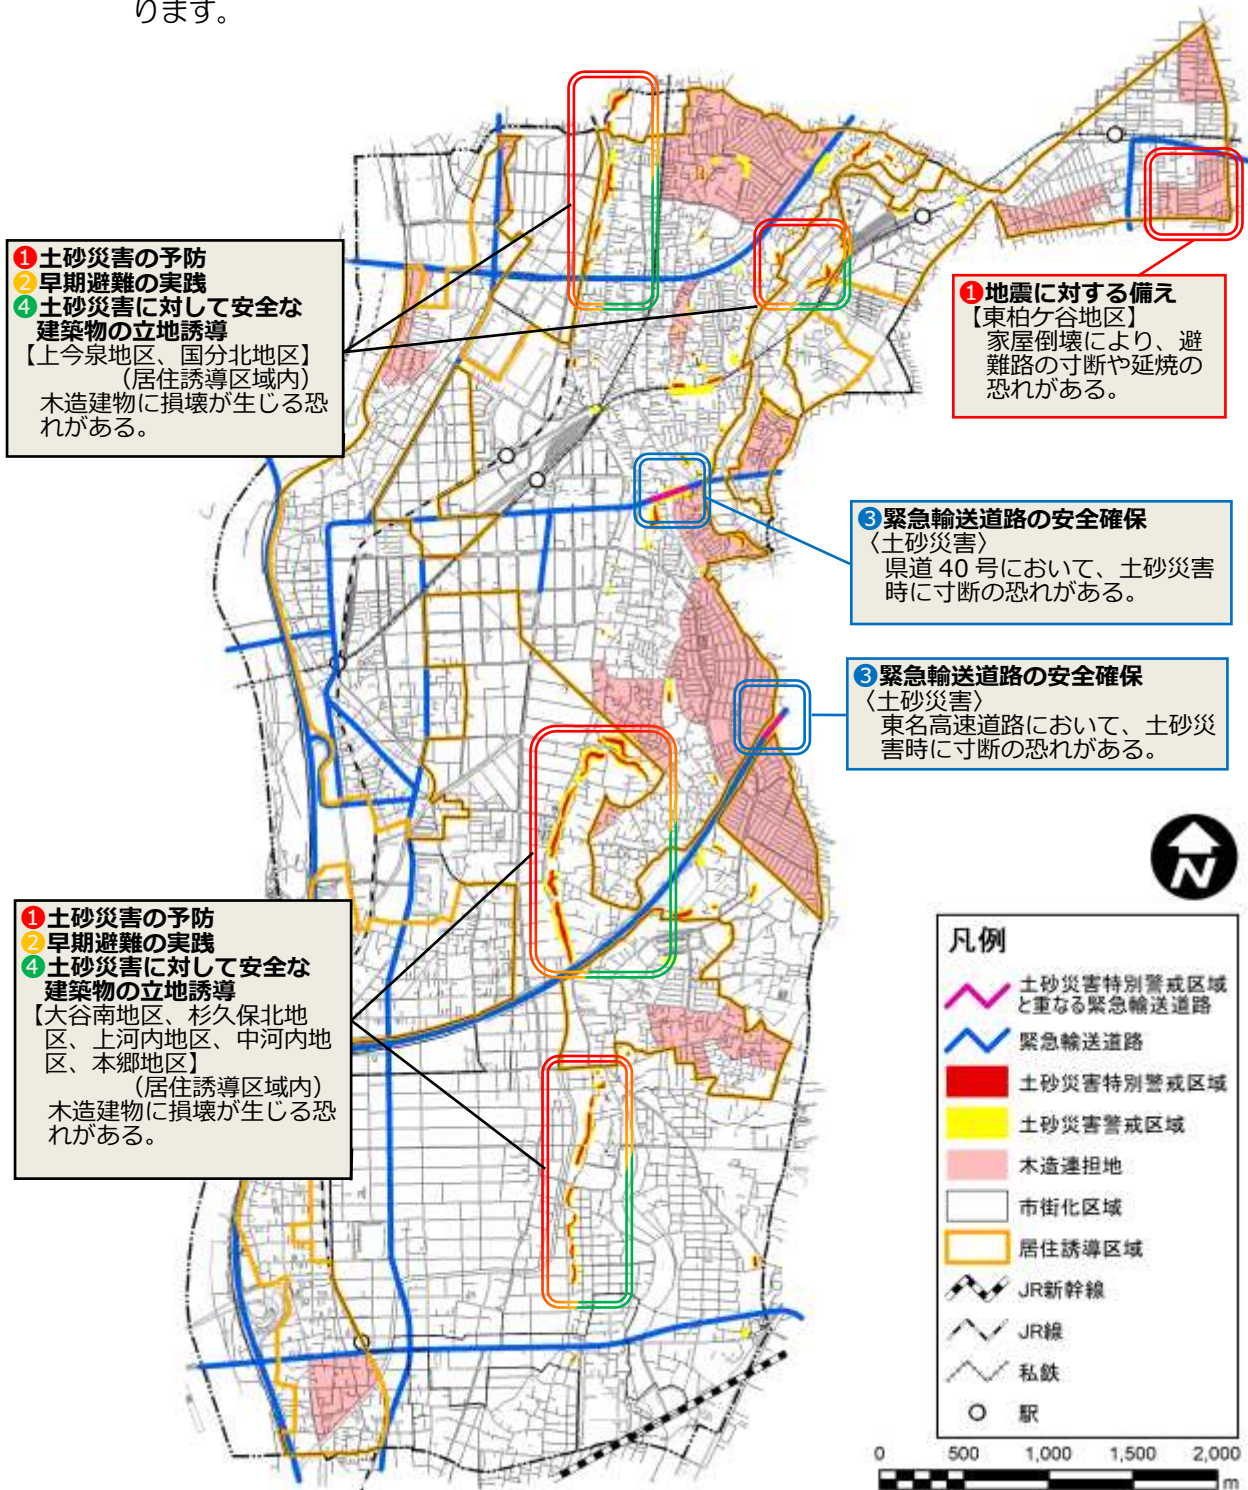 ります。
❶土砂災害の予防
❷早期避難の実践
❹土砂災害に対して安全な
建築物の立地誘導
【上今泉地区、国分北地区】
（居住誘導区域内）
木造建物に損壊が生じる恐
れがある。
❶地震に対する備え
【東柏ケ谷地区】
家屋倒壊により、避
難路の寸断や延焼の
恐れがある。
❸緊急輸送道路の安全確保
〈土砂災害〉
県道 40 号において、土砂災害
時に寸断の恐れがある。
❸緊急輸送道路の安全確保
〈土砂災害〉
東名高速道路において、土砂災
害時に寸断の恐れがある。
❶土砂災害の予防
❷早期避難の実践
❹土砂災害に対して安全な
建築物の立地誘導
【大谷南地区、杉久保北地
区、上河内地区、中河内地
区、本郷地区】
（居住誘導区域内）
木造建物に損壊が生じる恐
れがある。
N
凡例
土砂災害特別警戒区域
と重なる緊急輸送道路
緊急輸送道路
土砂災害特別警戒区域
土砂災害警戒区域
木造連担地
市街化区域
居住誘導区域
JR新幹線
JR線
私鉄
駅
0 500 1,000 1,500 2,000
m